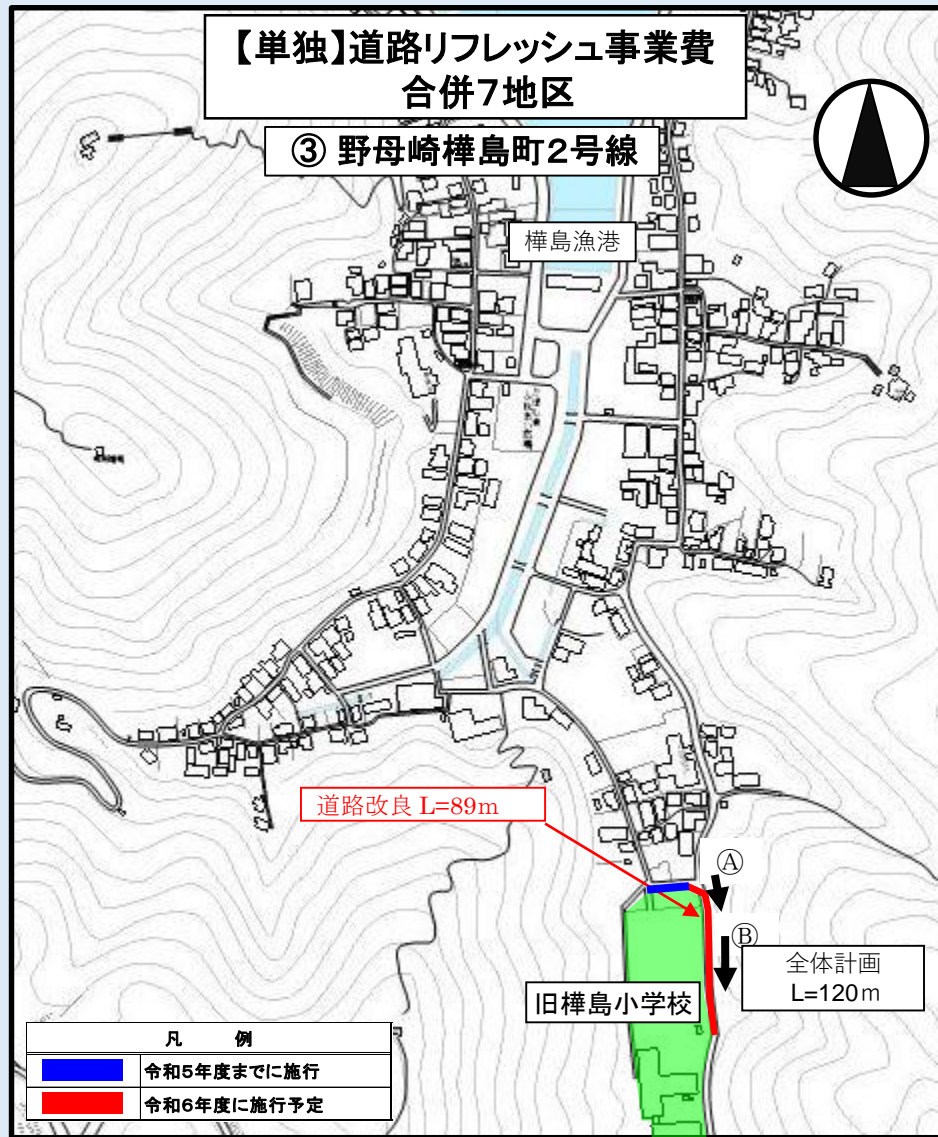 【単独】道路リフレッシュ事業費
合併7地区
③ 野母崎樺島町2号線
樺島漁港
道路改良 L=89m
Ⓐ
Ⓑ
全体計画
L=120m
旧樺島小学校
凡 例
令和5年度までに施行
令和6年度に施行予定